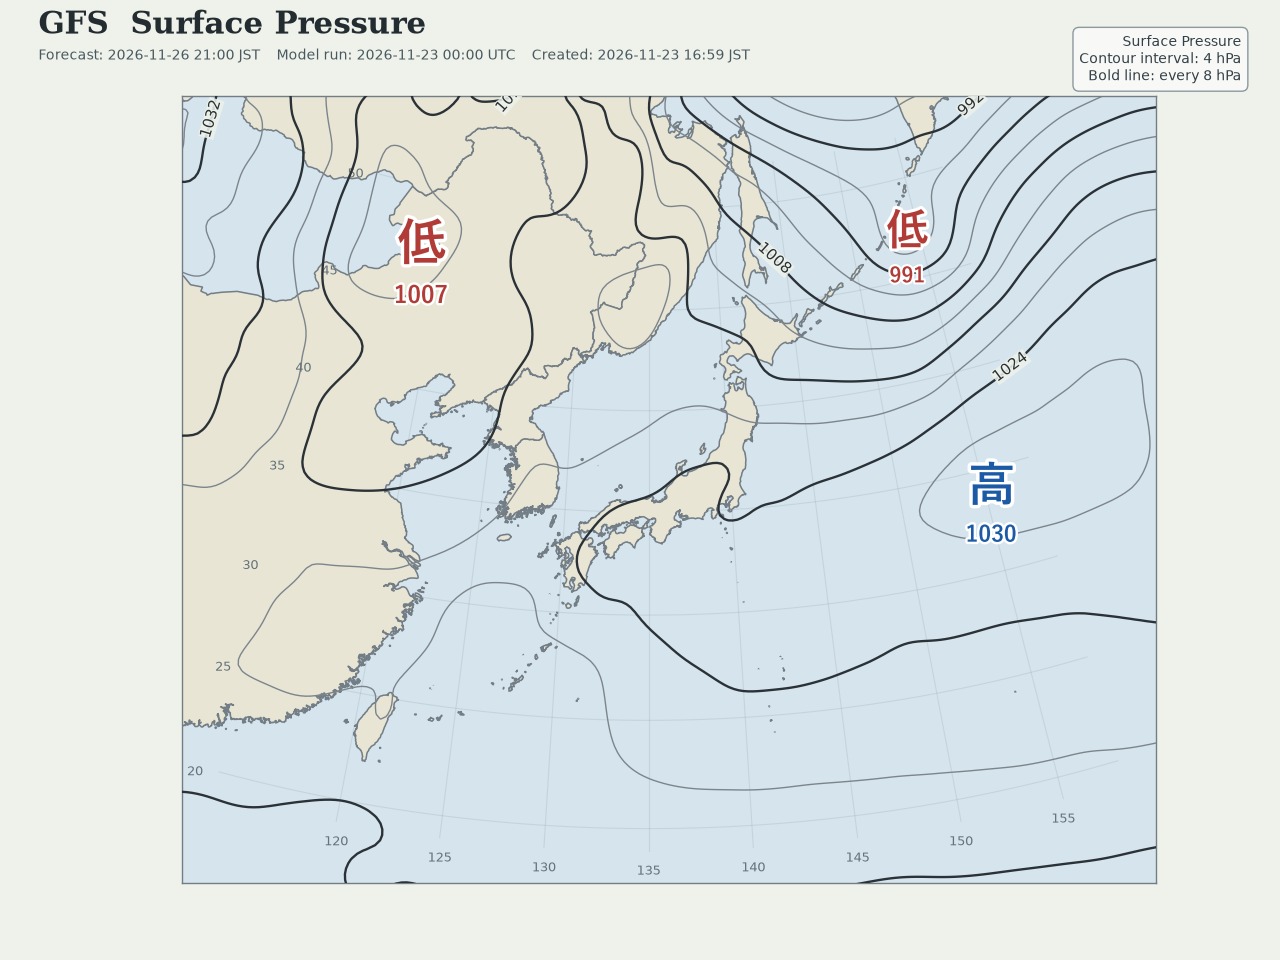 GFS Surface Pressure
Forecast: 2026-11-26 21:00 JST Model run: 2026-11-23 00:00 UTC Created: 2026-11-23 16:59 JST
Surface Pressure
Contour interval: 4 hPa
Bold line: every 8 hPa
1032
992
50
低
1007
低
991
45
1008
40
1024
35
高
1030
30
25
20
120
125
130
135
140
145
150
155